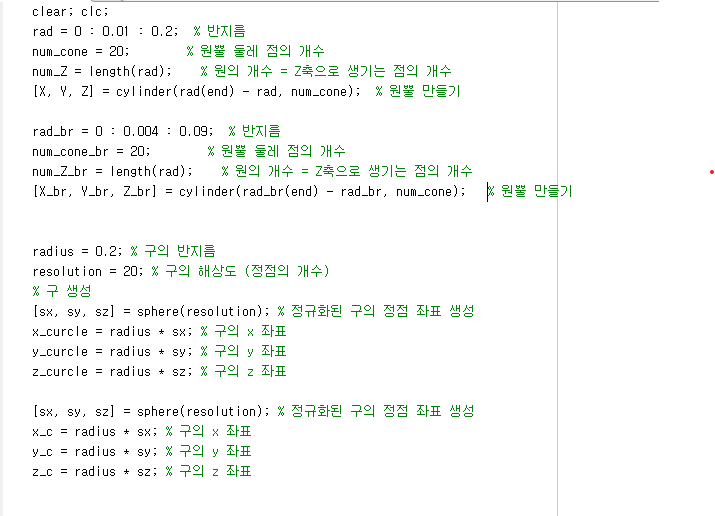 clear; clc;
rad = 0 : 0.01 : 0.2;  % 반지름
num_cone = 20;        % 원뿔 둘레 점의 개수
num_Z = length(rad);    % 원의 개수 = Z축으로 생기는 점의 개수
[X, Y, Z] = cylinder(rad(end) - rad, num_cone);  % 원뿔 만들기
rad_br = 0 : 0.004 : 0.09;  % 반지름
num_cone_br = 20;        % 원뿔 둘레 점의 개수
num_Z_br = length(rad);    % 원의 개수 = Z축으로 생기는 점의 개수
[X_br, Y_br, Z_br] = cylinder(rad_br(end) - rad_br, num_cone);   % 원뿔 만들기
radius = 0.2; % 구의 반지름
resolution = 20; % 구의 해상도 (정점의 개수)
% 구 생성
[sx, sy, sz] = sphere(resolution); % 정규화된 구의 정점 좌표 생성
x_curcle = radius * sx; % 구의 x 좌표
y_curcle = radius * sy; % 구의 y 좌표
z_curcle = radius * sz; % 구의 z 좌표
[sx, sy, sz] = sphere(resolution); % 정규화된 구의 정점 좌표 생성
x_c = radius * sx; % 구의 x 좌표
y_c = radius * sy; % 구의 y 좌표
z_c = radius * sz; % 구의 z 좌표